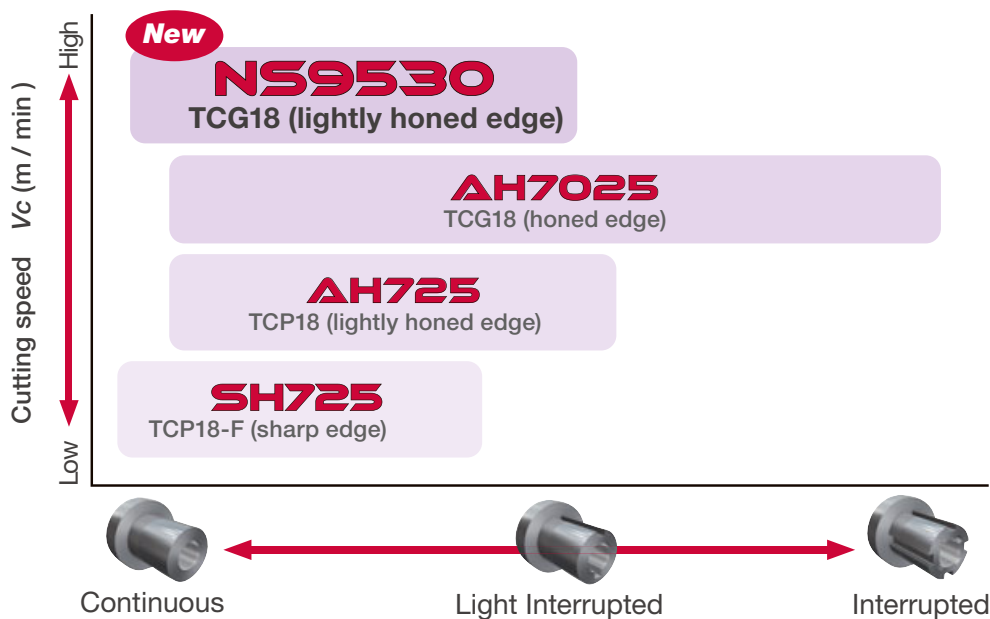 New
High
NS9530
TCG18 (lightly honed edge)
AH7025
TCG18 (honed edge)
AH725
TCP18 (lightly honed edge)
SH725
TCP18-F (sharp edge)
Cutting speed Vc (m / min)
Low
Continuous
Light Interrupted
Interrupted